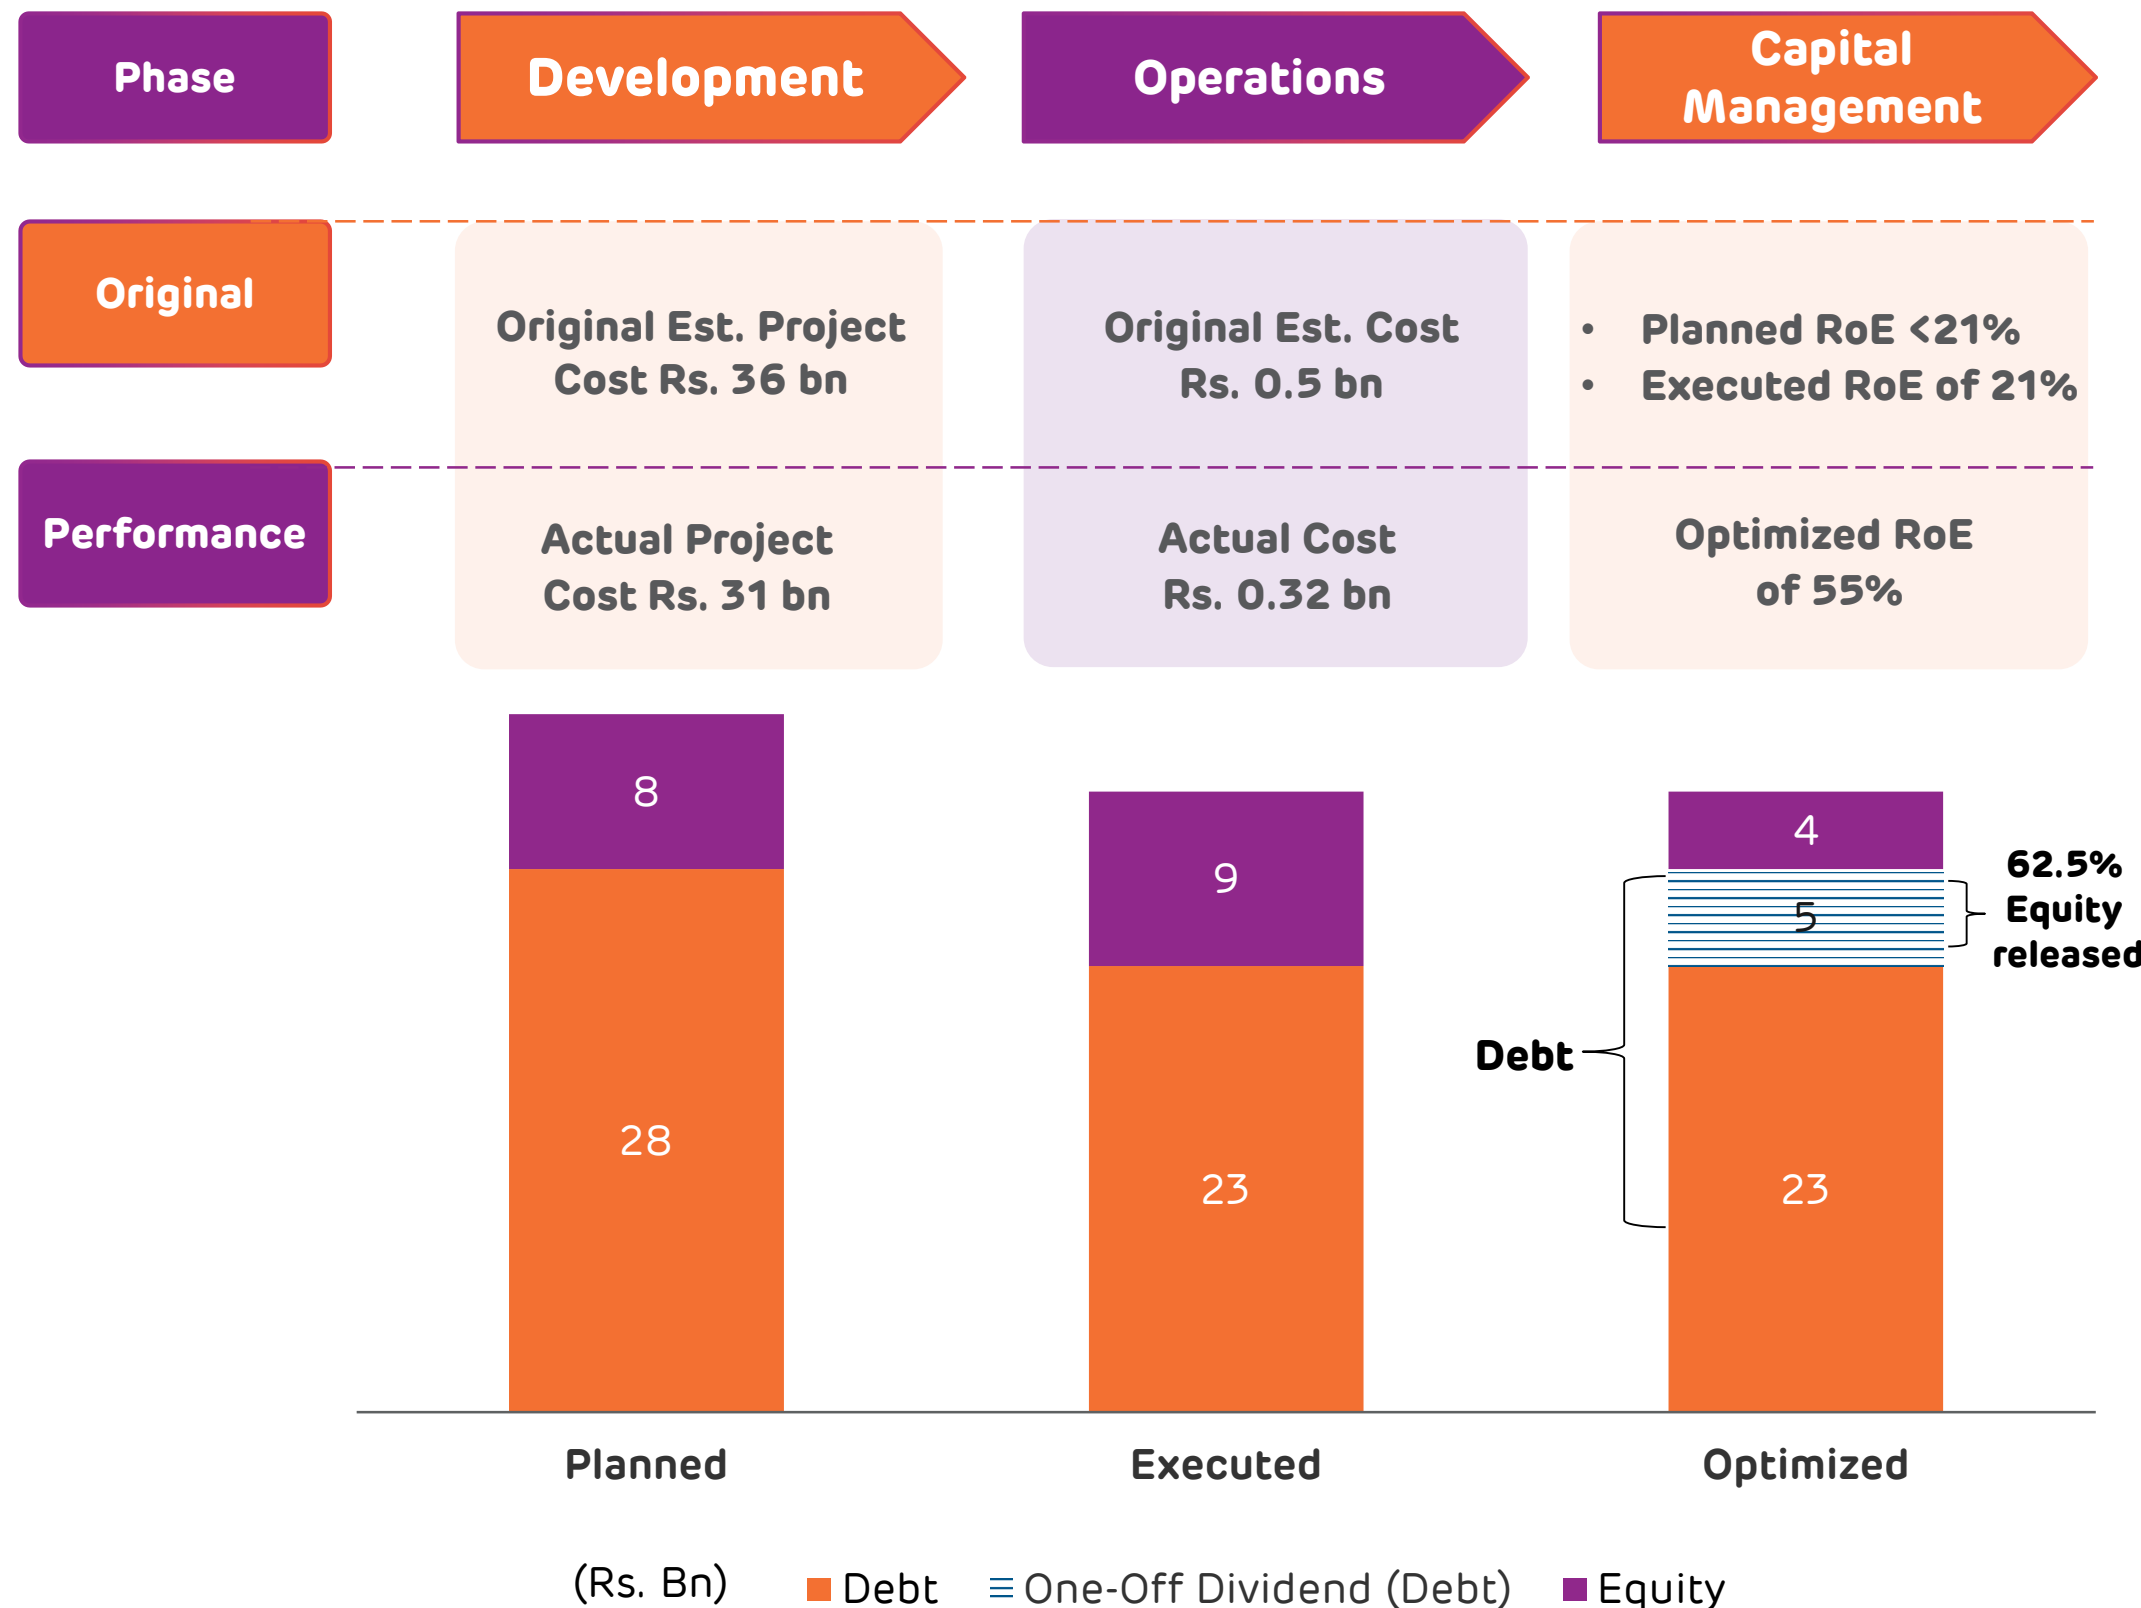 Phase
Development
Operations
Capital
Management
Original
Original Est. Project
Cost Rs. 36 bn
Original Est. Cost
Rs. 0.5 bn
• Planned RoE <21%
• Executed RoE of 21%
Performance
Actual Project
Cost Rs. 31 bn
Actual Cost
Rs. 0.32 bn
Optimized RoE
of 55%
8
28
9
23
4
5
23
62.5%
Equity
released
Debt
Planned
Executed
Optimized
(Rs. Bn)
Debt
One-Off Dividend (Debt)
Equity